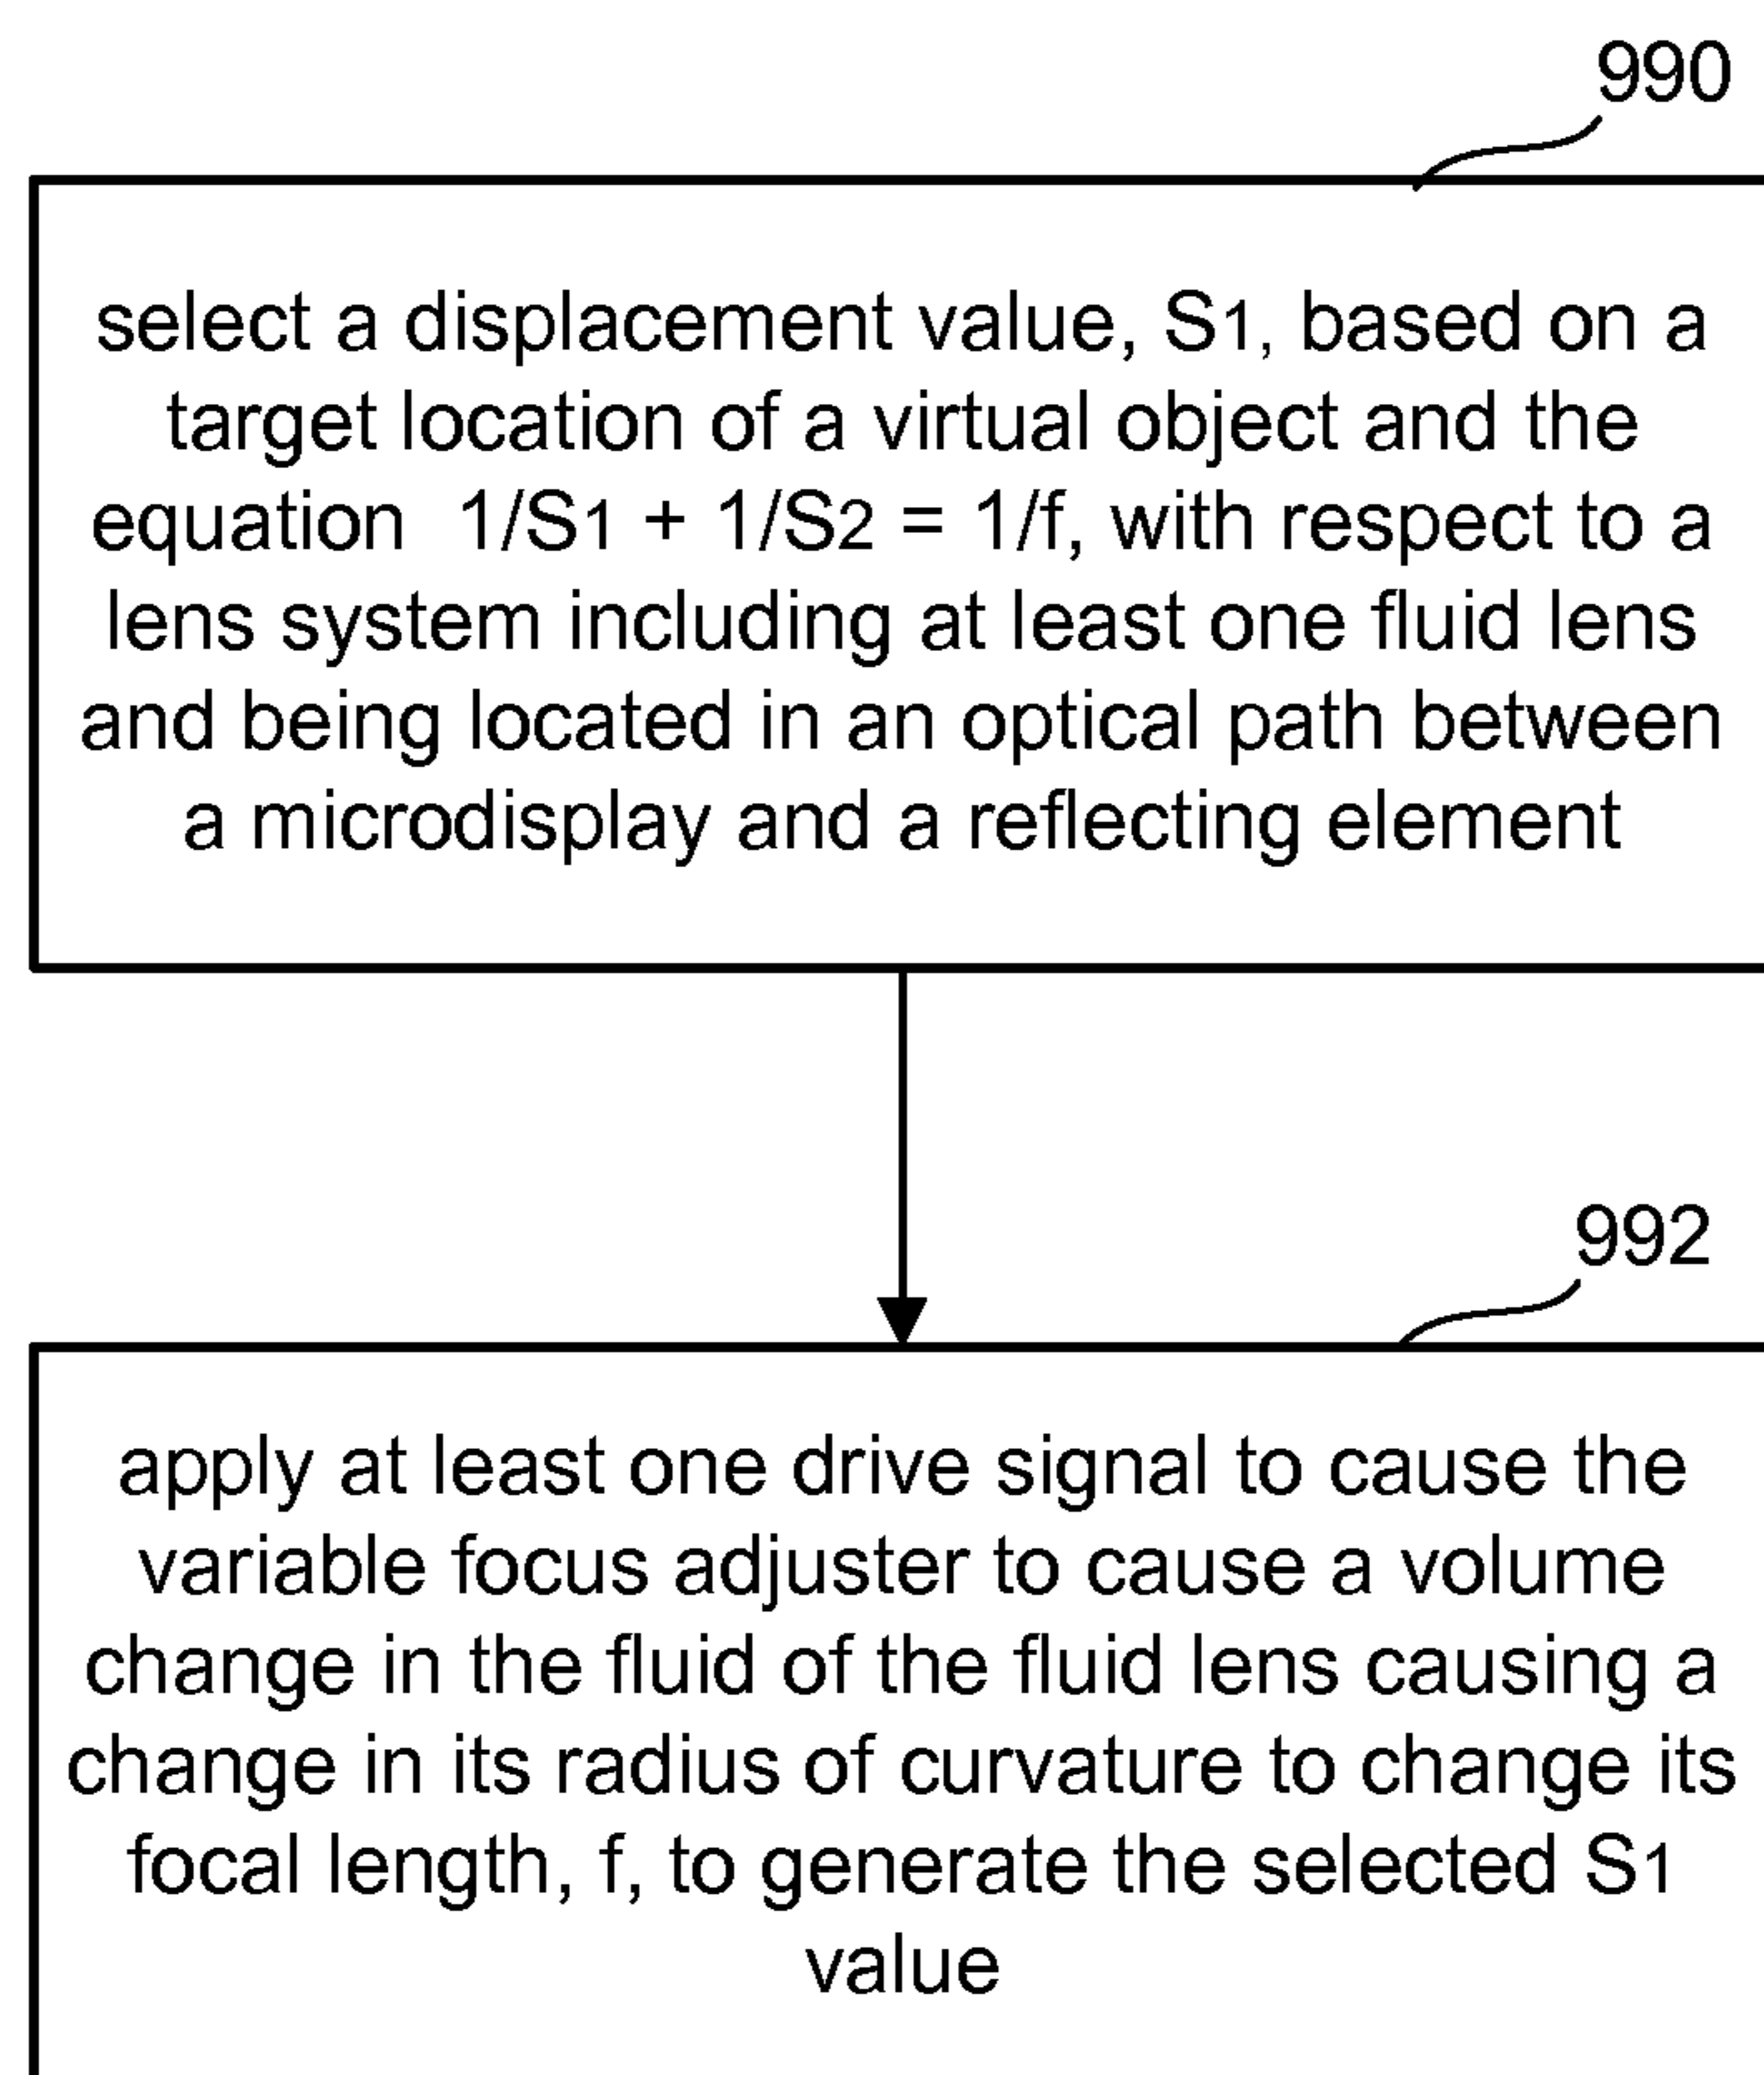 990
select a displacement value, S1, based on a
target location of a virtual object and the
equation 1/S1 + 1/S2 = 1/f, with respect to a
lens system including at least one fluid lens
and being located in an optical path between
a microdisplay and a reflecting element
992
apply at least one drive signal to cause the
variable focus adjuster to cause a volume
change in the fluid of the fluid lens causing a
change in its radius of curvature to change its
focal length, f, to generate the selected S1
value